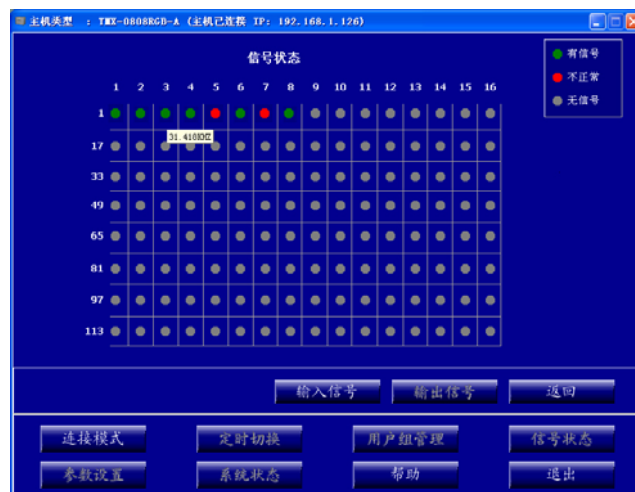 主机类型 : TMX-0808RGB-A (主机已连接 IP: 192.168.1.126)
信号状态
有信号
不正常
无信号
1 2 3 4 5 6 7 8 9 10 11 12 13 14 15 16
1
31.410KHZ
17
33
49
65
81
97
113
输入信号 输出信号 返回
连接模式 定时切换 用户组管理 信号状态
参数设置 系统状态 帮助 退出